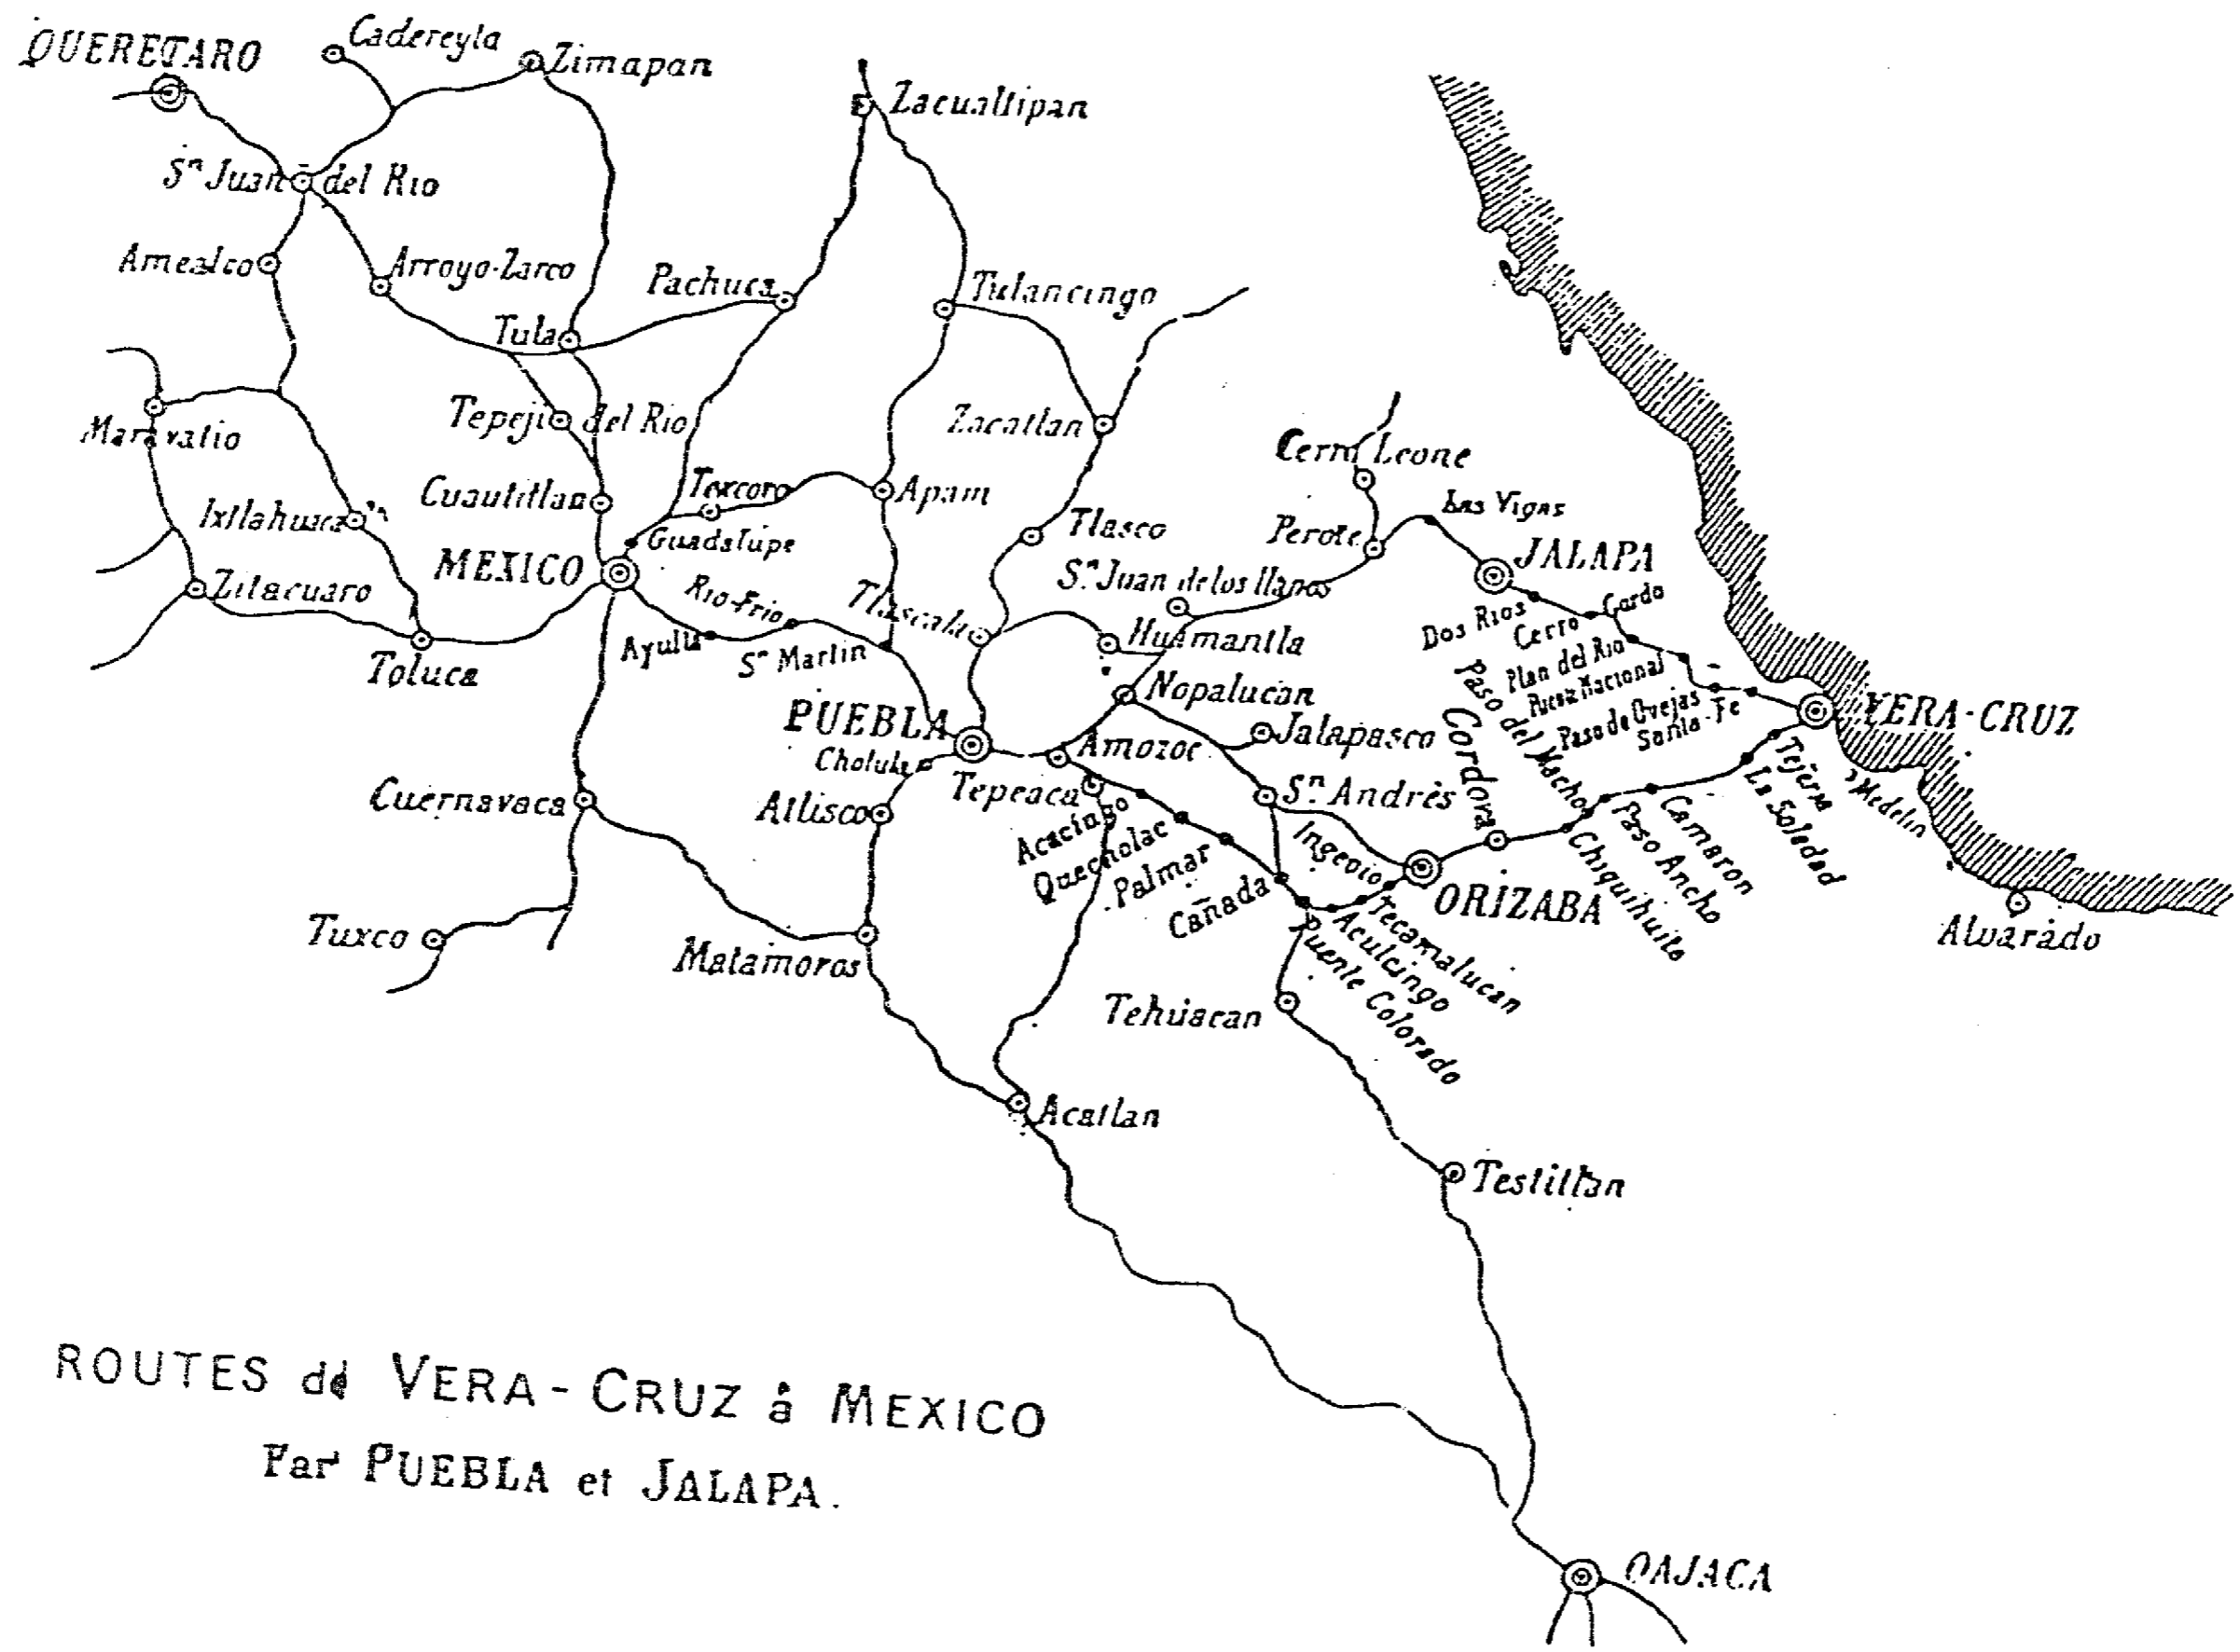 QUERETARO
Cadereyla
Zimapan
Zacualtipan
Sn Juan del Rio
Amealco
Arroyo-Zarco
Pachuca
Tulancingo
Tula
Maravatio
Tepeji del Rio
Zacatlan
Cerro Leone
Ixtlahuaca
Cuautitlan
Texcoro
Apam
Las Vigas
Guadalupe
Tlasco
Perote
JALAPA
MEXICO
Zitacuaro
Rio-Frio
Tlascala
Sn Juan de los llanos
Dos Rios
Cerro Gordo
Toluca
Ayulla
Sn Martin
Huamantla
Plan del Rio
Puente Nacional
Nopalucan
Paso de Ovejas
Santa-Fe
VERA-CRUZ
PUEBLA
Cholula
Amozoc
Jalapasco
Cordova
Paso del Macho
Tejeria
La Soledad
Medelin
Cuernavaca
Atlisco
Tepeaca
Sn Andrès
Camaron
Paso Ancho
Chiquihuite
Acacingo
Quecholac
Palmar
Cañada
Ingenio
ORIZABA
Tecamalucan
Aculcingo
Puente Colorado
Alvarado
Tuxco
Matamoros
Tehuacan
Acatlan
Testitlan
ROUTES de VERA-CRUZ à MEXICO
Par PUEBLA et JALAPA.
OAJACA